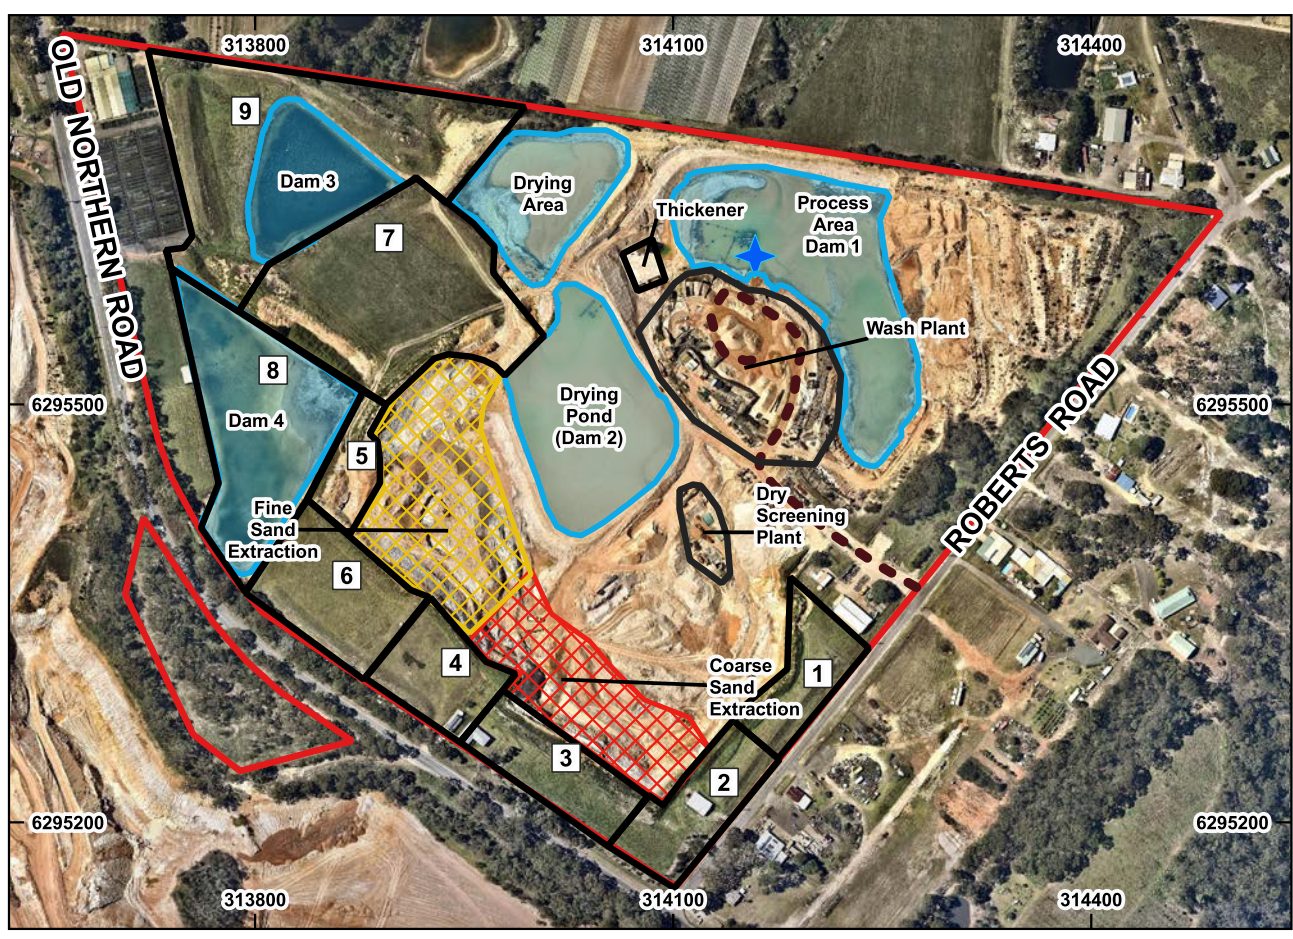 313800
314100
314400
OLD NORTHERN ROAD
9
Dam 3
Drying
Area
Process
Area
Dam 1
Thickener
7
Wash Plant
8
Dam 4
6295500
6295500
Drying
Pond
(Dam 2)
5
Fine
Sand
Extraction
Dry
Screening
Plant
ROBERTS ROAD
6
4
Coarse
Sand
Extraction
1
3
2
6295200
6295200
313800
314100
314400